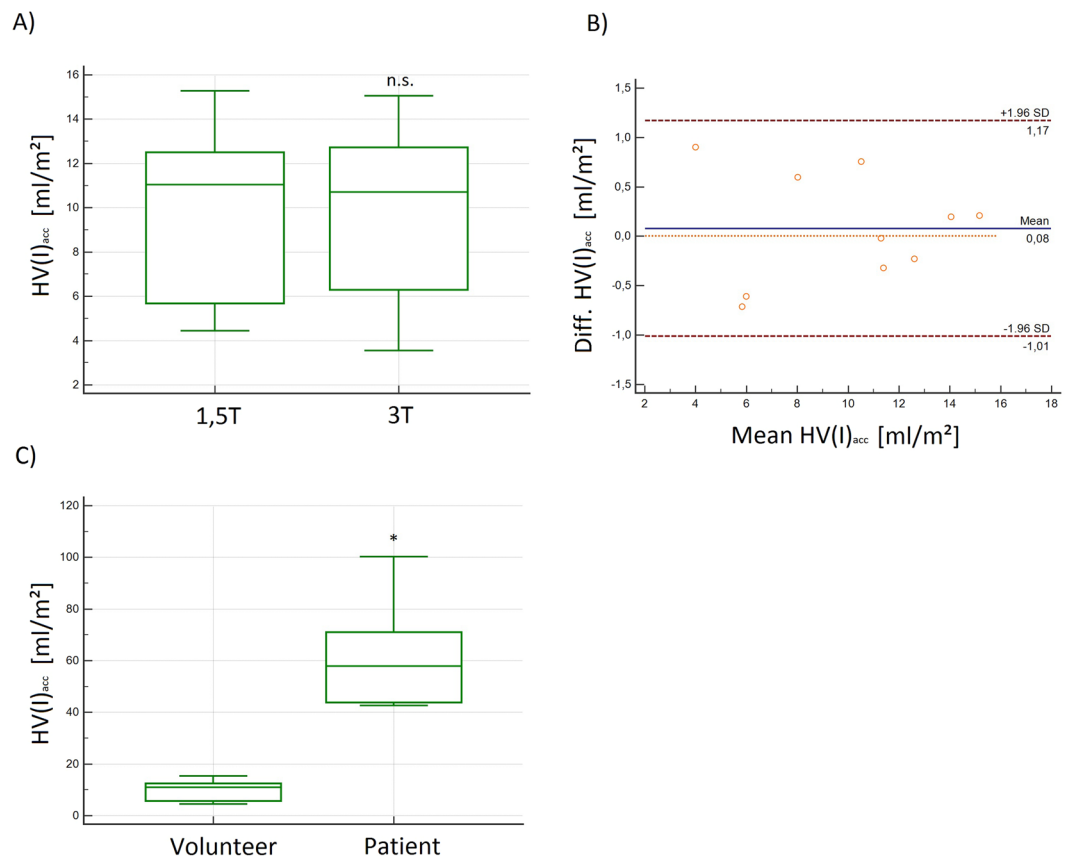 A)
HV(I)acc [ml/m²]
16
14
12
10
8
6
4
2
n.s.
1,5T
3T
B)
Diff. HV(I)acc [ml/m²]
1,5
1,0
0,5
0,0
-0,5
-1,0
-1,5
+1.96 SD
1,17
Mean
0,08
-1.96 SD
-1,01
2 4 6 8 10 12 14 16 18
Mean HV(I)acc [ml/m²]
C)
HV(I)acc [ml/m²]
120
100
80
60
40
20
0
*
Volunteer
Patient